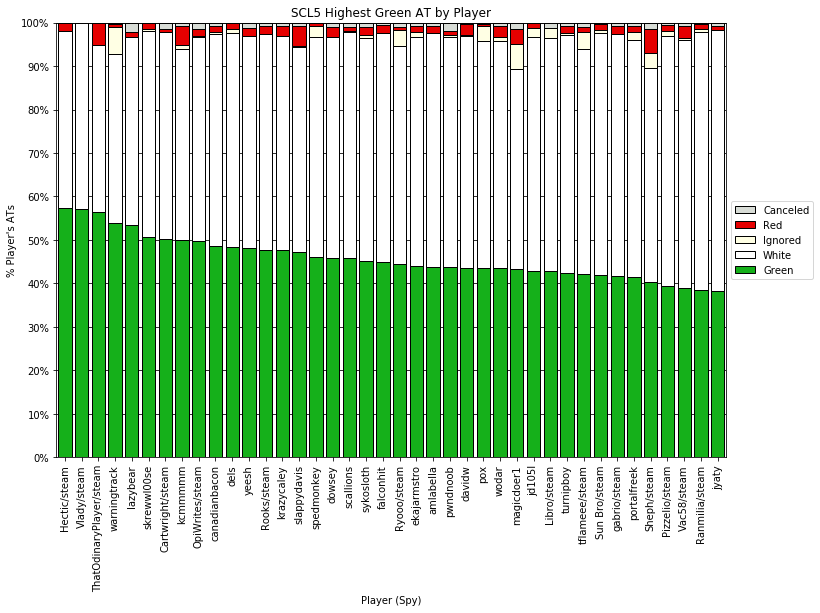 SCL5 Highest Green AT by Player
100%
90%
80%
70%
60%
50%
40%
30%
20%
10%
0%
% Player's ATs
Canceled
Red
Ignored
White
Green
Hectic/steam
Vlady/steam
ThatOdinaryPlayer/steam
warningtrack
lazybear
skrewwl00se
Cartwright/steam
kcmmmmm
OpiWrites/steam
canadianbacon
dels
yeesh
Rooks/steam
krazycaley
slappydavis
spedmonkey
dowsey
scallions
sykosloth
falconhit
Ryooo/steam
ekajarmstro
amlabella
pwndnoob
davidw
pox
wodar
magicdoer1
jd105l
Libro/steam
turnipboy
tflameee/steam
Sun Bro/steam
gabrio/steam
portalfreek
Sheph/steam
Pizzelio/steam
Vac58/steam
Ranmilia/steam
jyaty
Player (Spy)